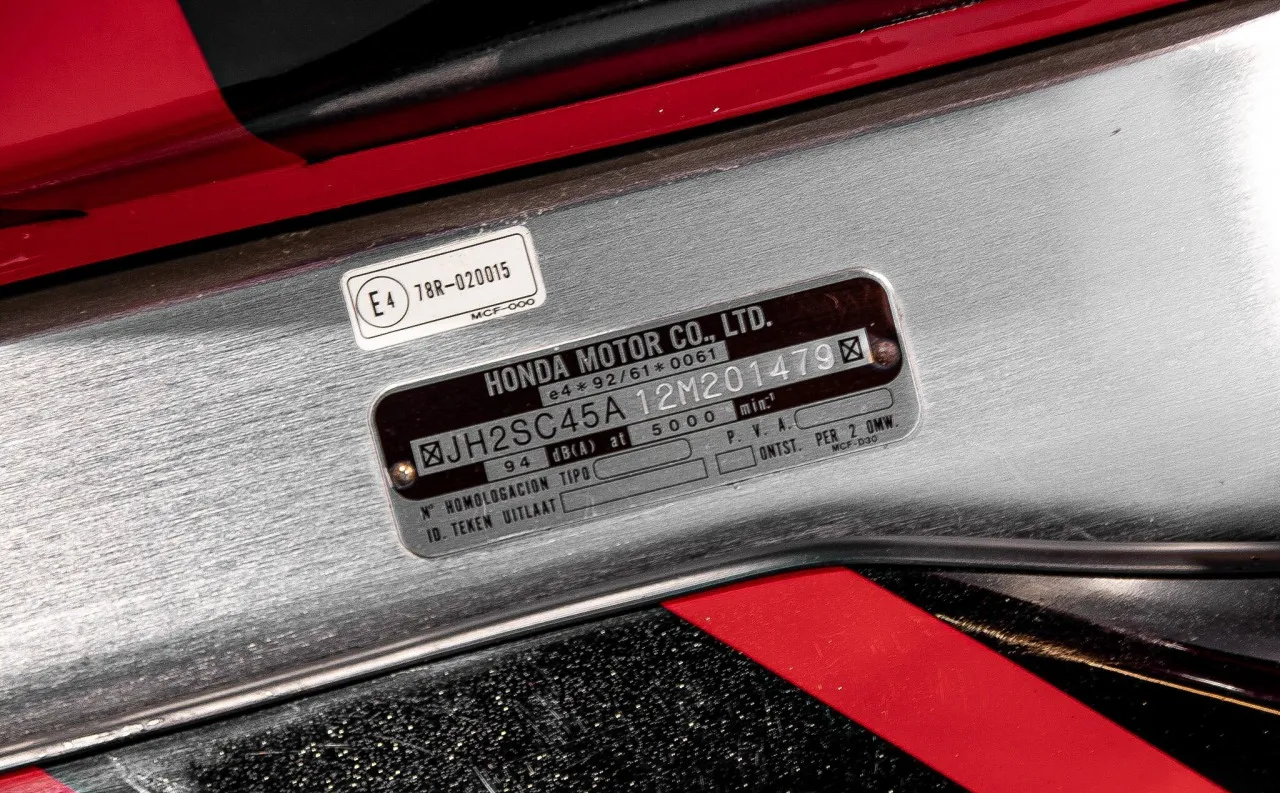 E4 78R-020015
MCF-000
HONDA MOTOR CO., LTD.
e4*92/61*0061
JH2SC45A 12M201479
94 dB(A) at 5000 min⁻¹
Nº HOMOLOGACION TIPO P. V. A.
ID. TEKEN UITLAAT ONTST. PER 2 OMW.
MCF-D30